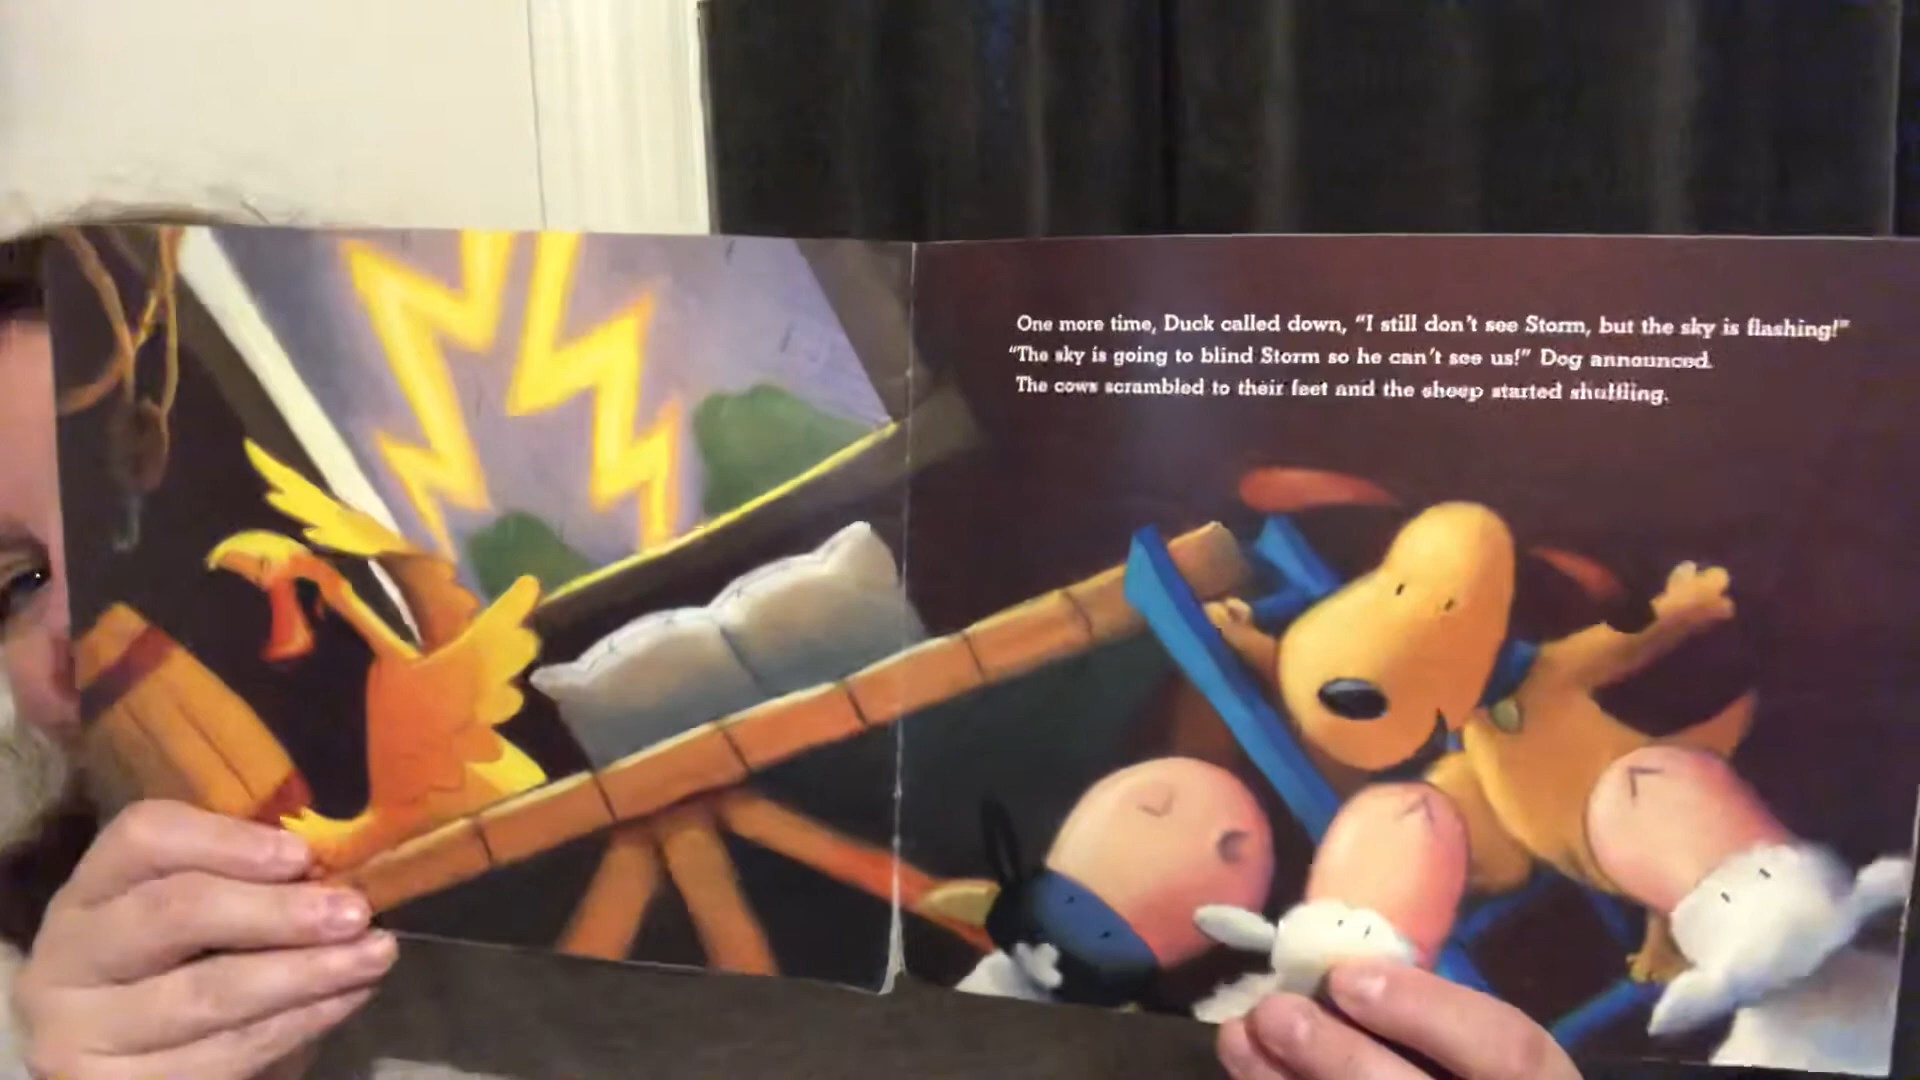 One more time, Duck called down, “I still don’t see Storm, but the sky is flashing!”
“The sky is going to blind Storm so he can’t see us!” Dog announced.
The cows scrambled to their feet and the sheep started shuffling.